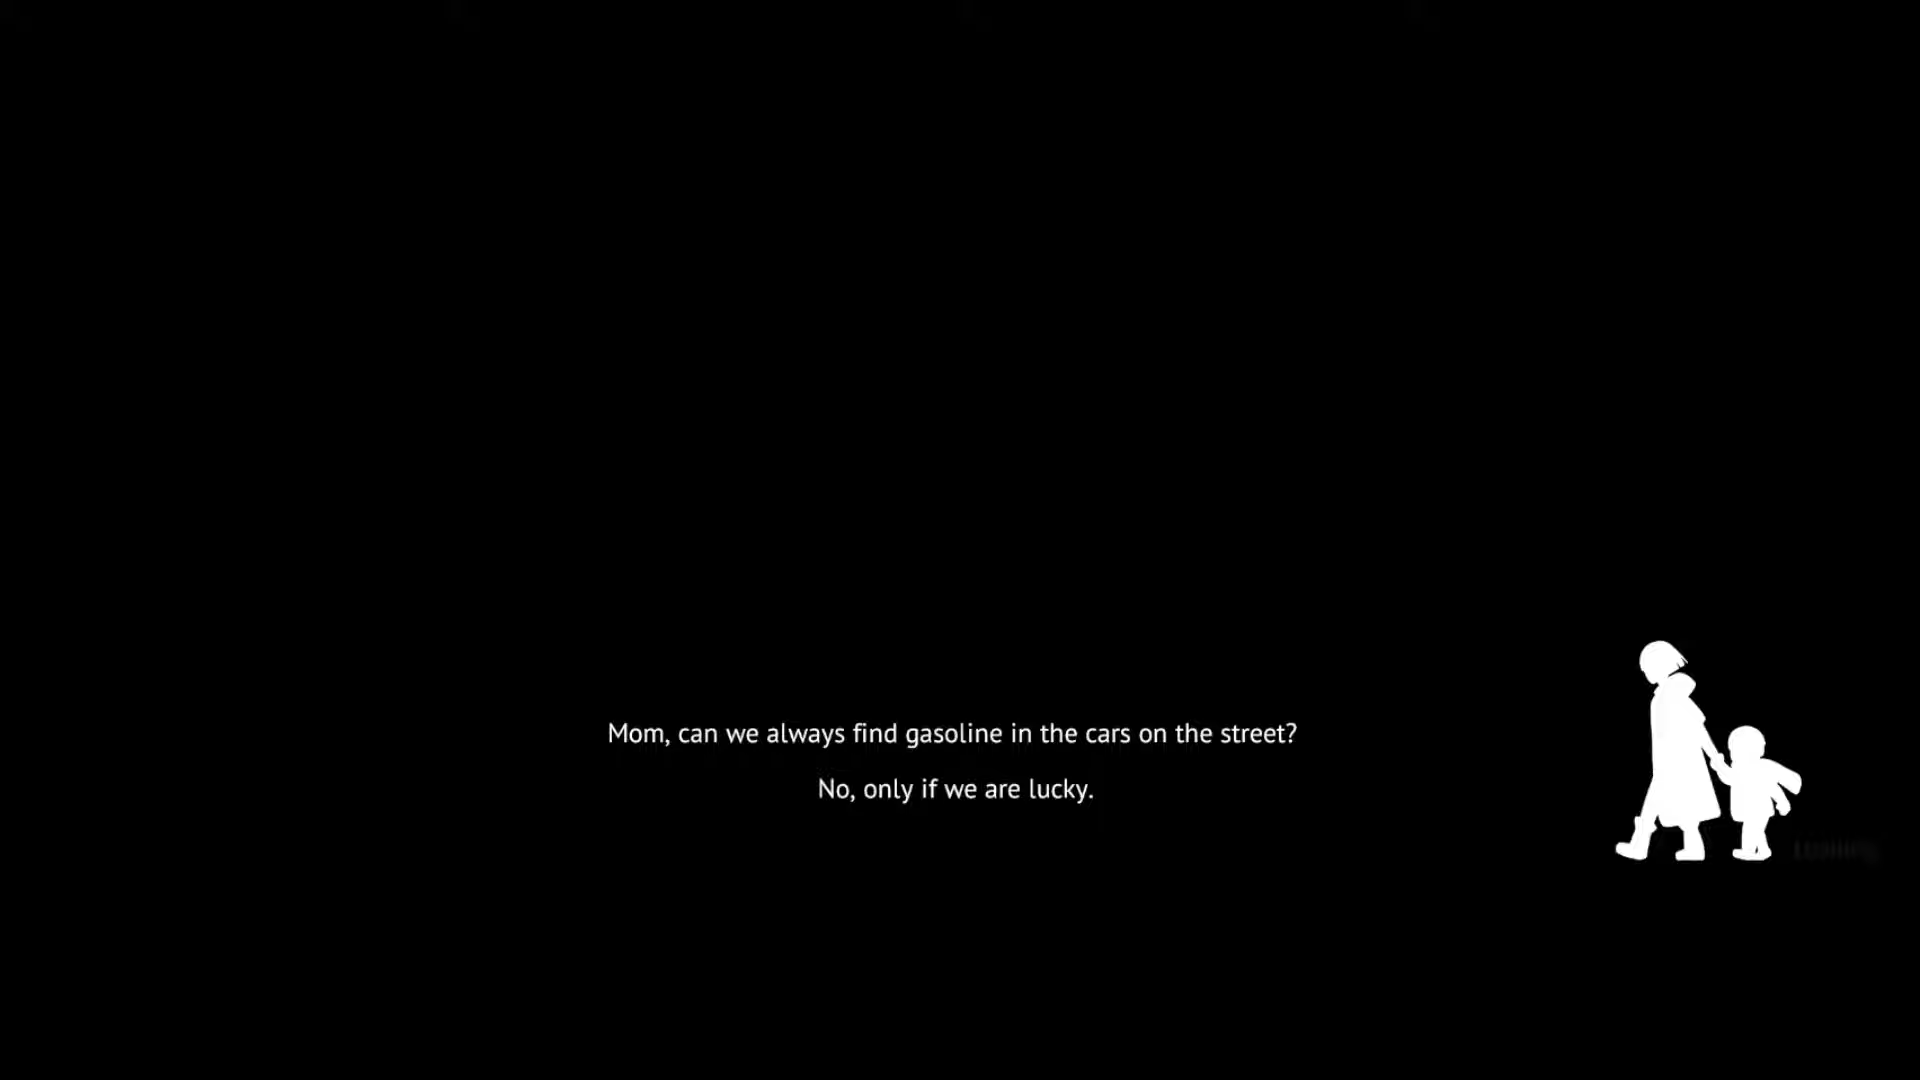 Mom, can we always find gasoline in the cars on the street?
No, only if we are lucky.